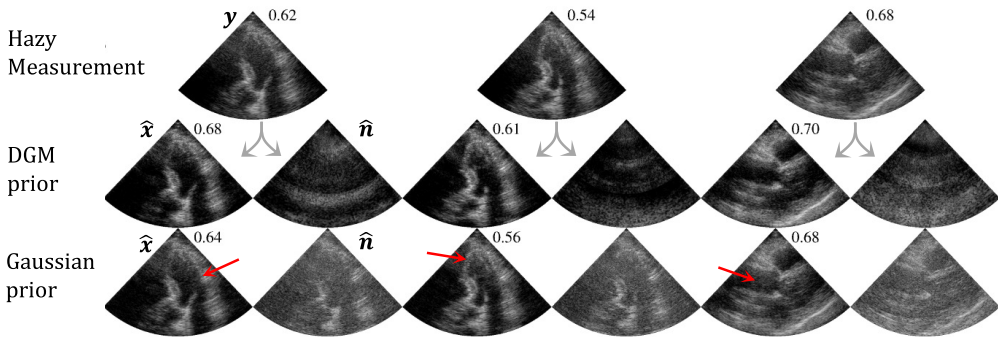 Hazy
Measurement
y 0.62
0.54
0.68
DGM
prior
x̂ 0.68
n̂
0.61
0.70
Gaussian
prior
x̂ 0.64
n̂
0.56
0.68